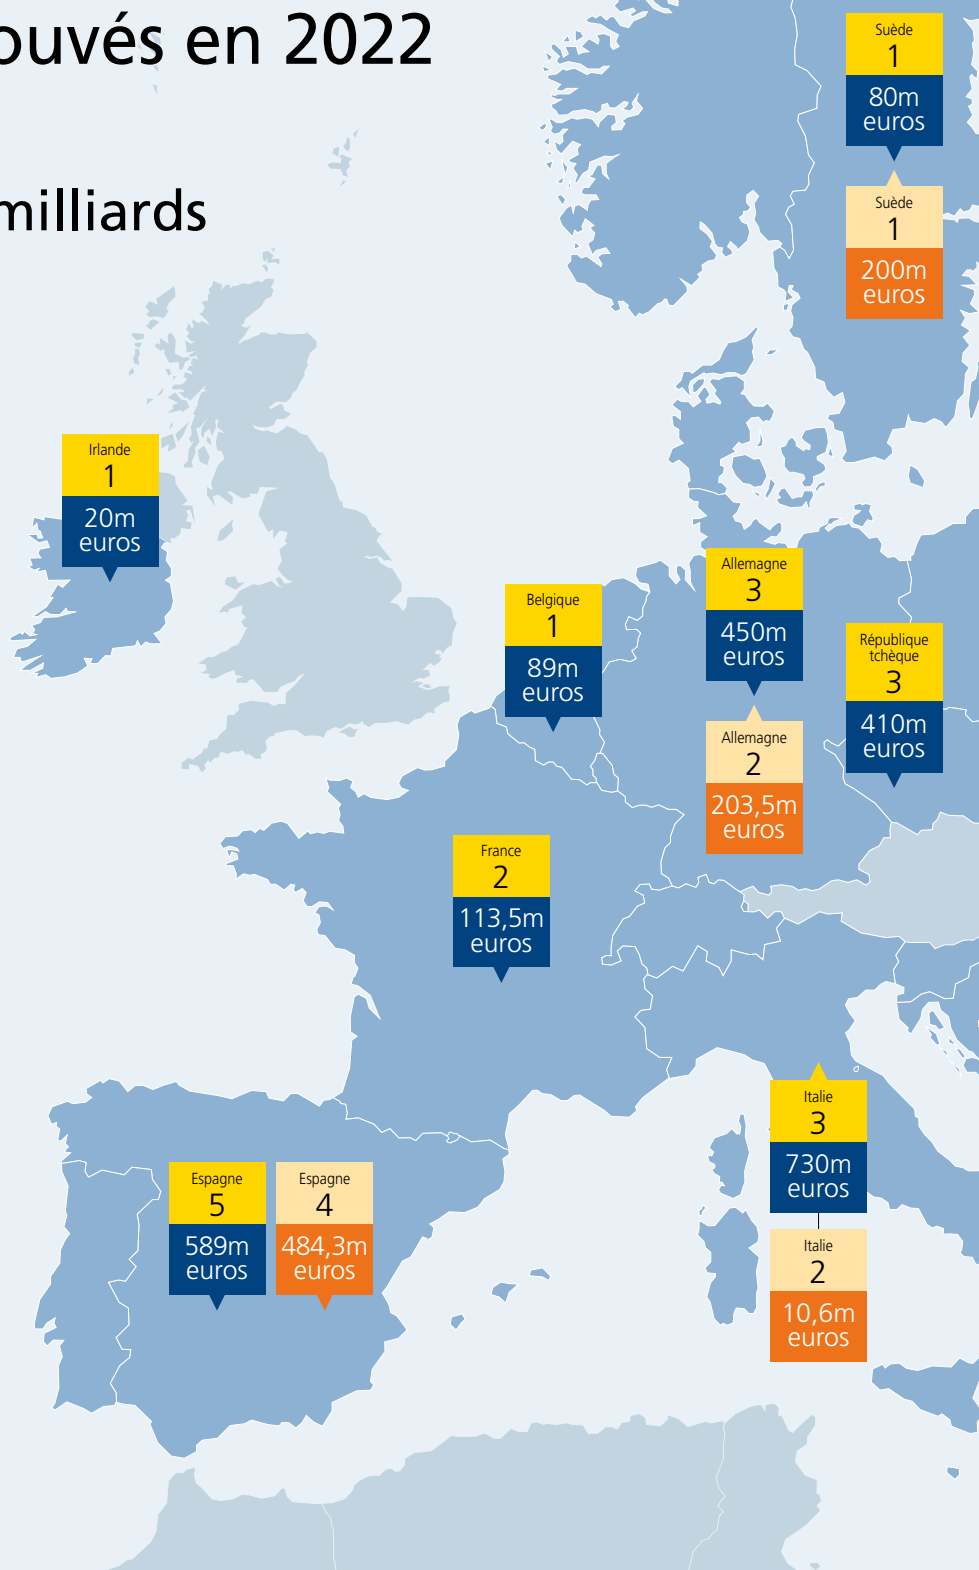 ouvés en 2022
milliards
Suède
1
80m
euros
Suède
1
200m
euros
Irlande
1
20m
euros
Belgique
1
89m
euros
Allemagne
3
450m
euros
Allemagne
2
203,5m
euros
République
tchèque
3
410m
euros
France
2
113,5m
euros
Italie
3
730m
euros
Italie
2
10,6m
euros
Espagne
5
589m
euros
Espagne
4
484,3m
euros